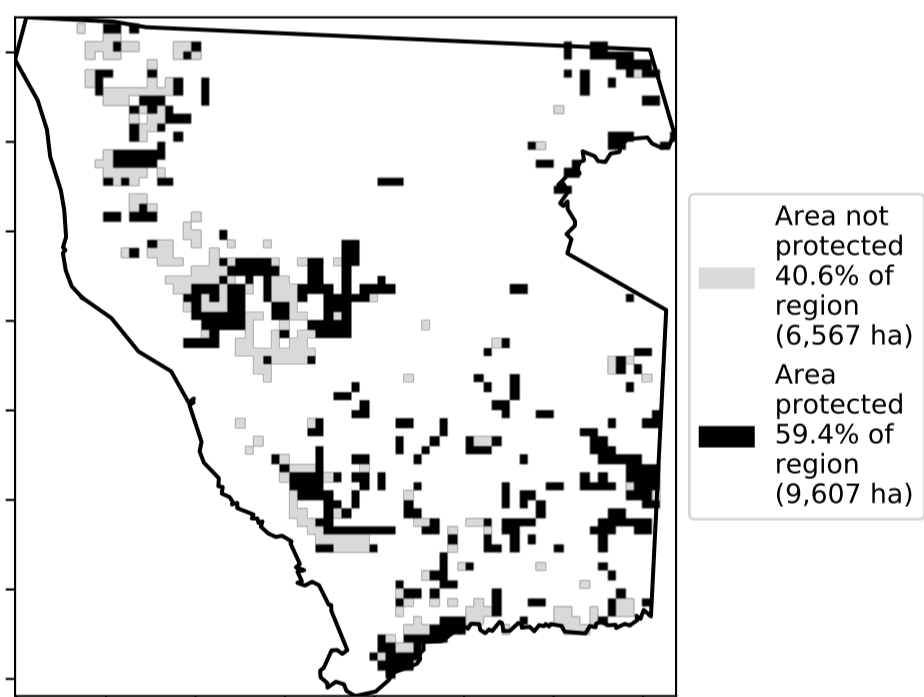 Area not
protected
40.6% of
region
(6,567 ha)
Area
protected
59.4% of
region
(9,607 ha)